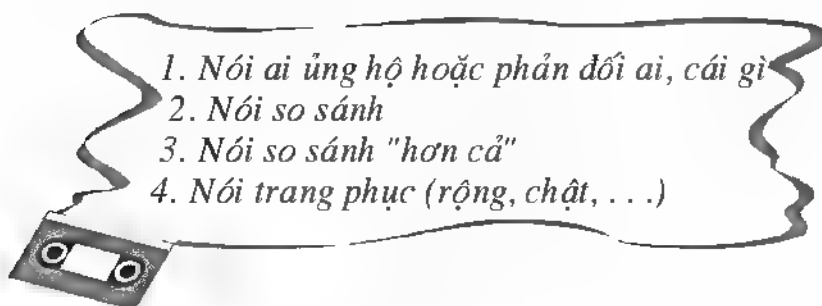 1. Nói ai ủng hộ hoặc phản đối ai, cái gì
2. Nói so sánh
3. Nói so sánh "hơn cả"
4. Nói trang phục (rộng, chật, . . .)